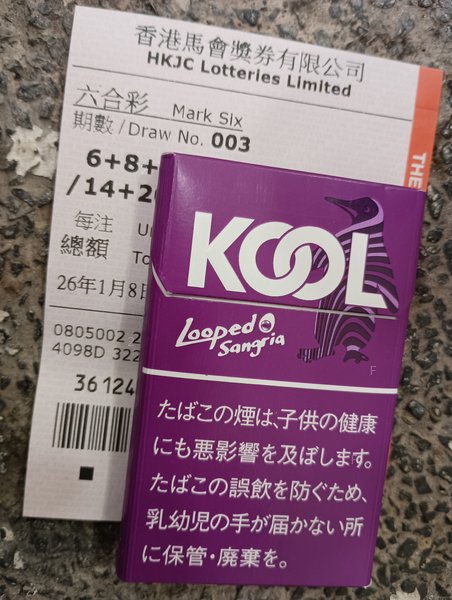 香港馬會獎券有限公司
HKJC Lotteries Limited
六合彩 Mark Six
期數/Draw No. 003
6+8+
/14+2
每注
總額 To
26年1月8日
0805002 2
4098D 322
36124
THE
KOOL
Looped
Sangria
F
たばこの煙は、子供の健康
にも悪影響を及ぼします。
たばこの誤飲を防ぐため、
乳幼児の手が届かない所
に保管・廃棄を。